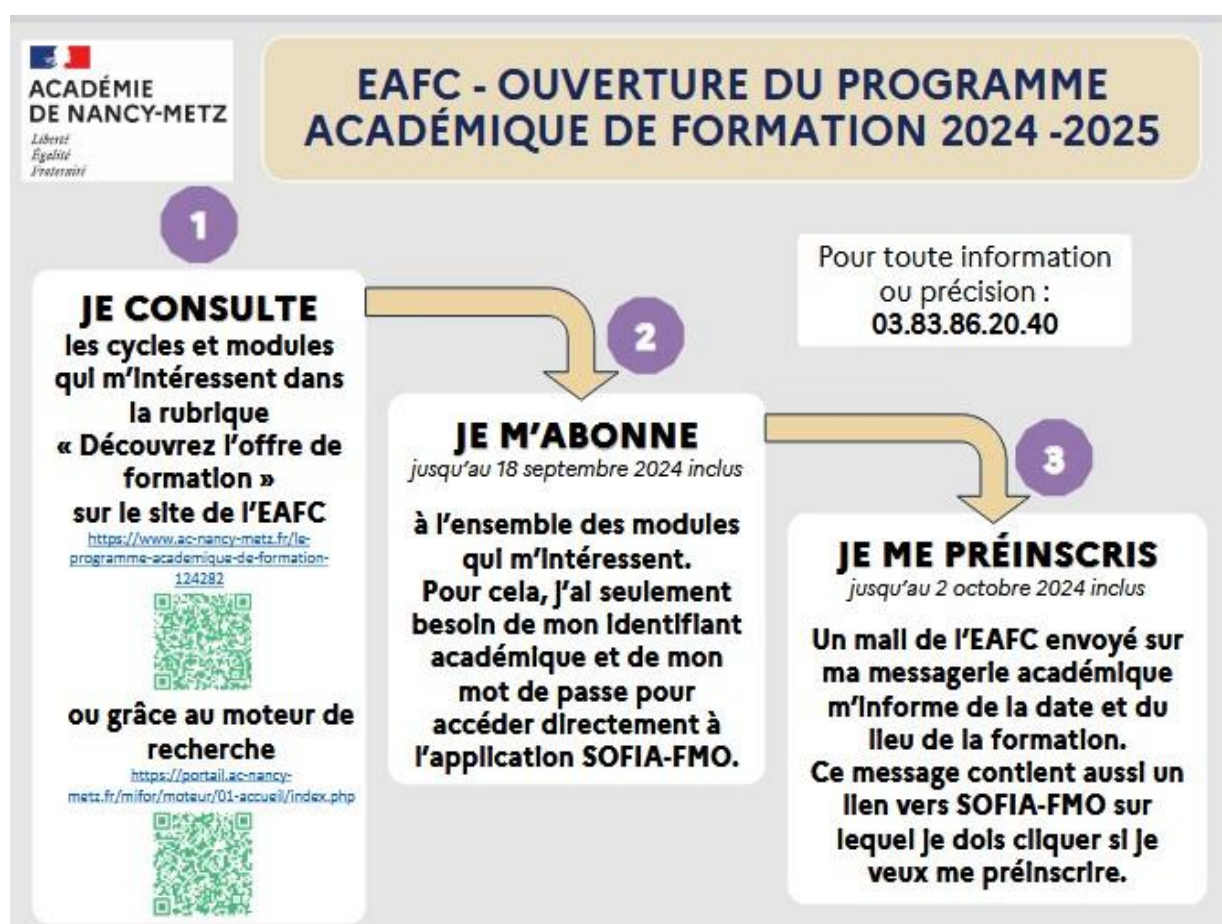 ACADÉMIE
DE NANCY-METZ
Liberté
Égalité
Fraternité
EAFC - OUVERTURE DU PROGRAMME
ACADÉMIQUE DE FORMATION 2024 -2025
1
JE CONSULTE
les cycles et modules
qui m'intéressent dans
la rubrique
« Découvrez l'offre de
formation »
sur le site de l'EAFC
https://www.ac-nancy-metz.fr/le-
programme-academique-de-formation-
124282
ou grâce au moteur de
recherche
https://portail.ac-nancy-
metz.fr/mifor/moteur/01-accueil/index.php
2
JE M'ABONNE
jusqu'au 18 septembre 2024 inclus
à l'ensemble des modules
qui m'intéressent.
Pour cela, j'ai seulement
besoin de mon identifiant
académique et de mon
mot de passe pour
accéder directement à
l'application SOFIA-FMO.
Pour toute information
ou précision :
03.83.86.20.40
3
JE ME PRÉINSCRIS
jusqu'au 2 octobre 2024 inclus
Un mail de l'EAFC envoyé sur
ma messagerie académique
m'informe de la date et du
lieu de la formation.
Ce message contient aussi un
lien vers SOFIA-FMO sur
lequel je dois cliquer si je
veux me préinscrire.